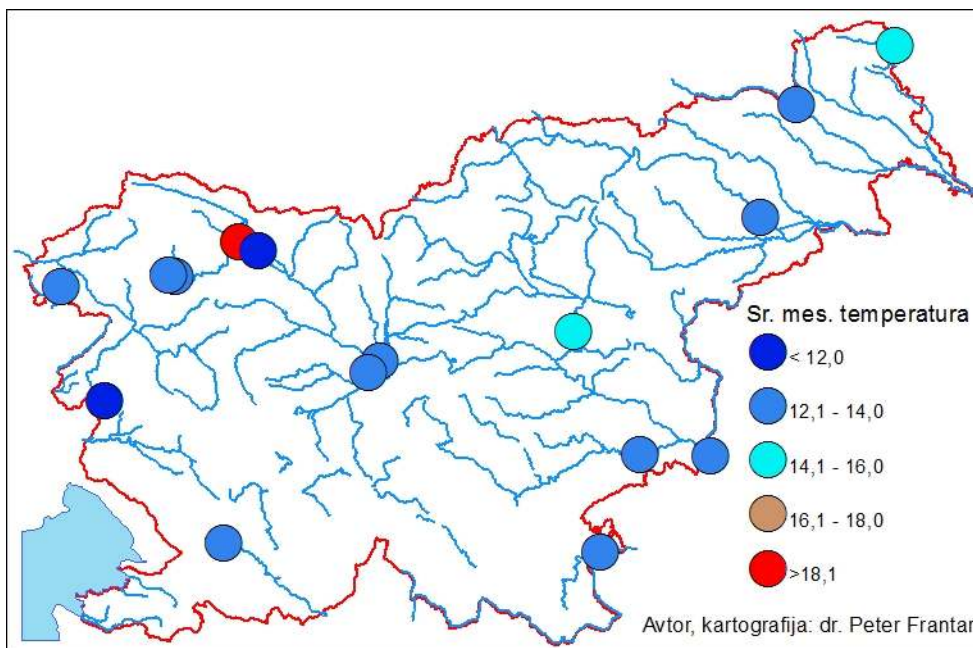 Sr. mes. temperatura
< 12,0
12,1 - 14,0
14,1 - 16,0
16,1 - 18,0
>18,1
Avtor, kartografija: dr. Peter Frantar